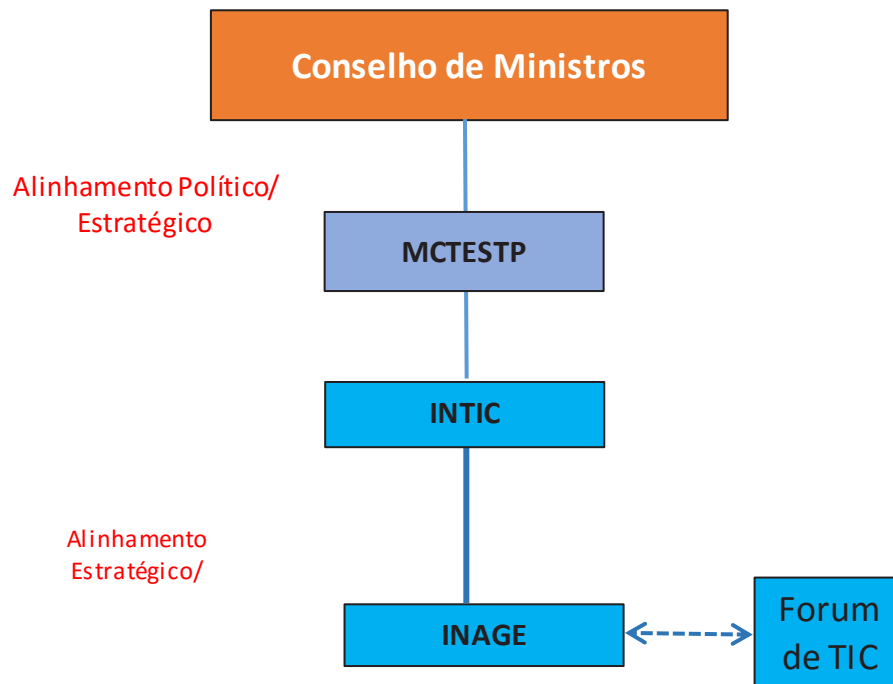 Conselho de Ministros
Alinhamento Político/
Estratégico
MCTESTP
INTIC
Alinhamento
Estratégico/
INAGE
Forum
de TIC